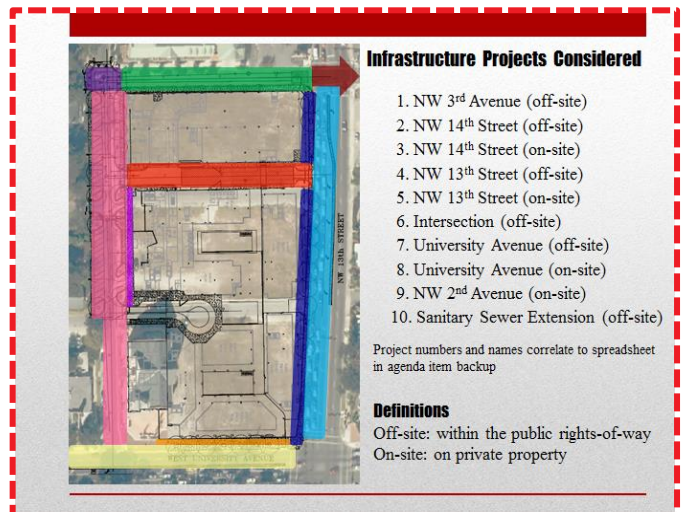 Infrastructure Projects Considered
1. NW 3rd Avenue (off-site)
2. NW 14th Street (off-site)
3. NW 14th Street (on-site)
4. NW 13th Street (off-site)
5. NW 13th Street (on-site)
6. Intersection (off-site)
7. University Avenue (off-site)
8. University Avenue (on-site)
9. NW 2nd Avenue (on-site)
10. Sanitary Sewer Extension (off-site)
Project numbers and names correlate to spreadsheet
in agenda item backup
Definitions
Off-site: within the public rights-of-way
On-site: on private property
NW 13th STREET
WEST UNIVERSITY AVENUE